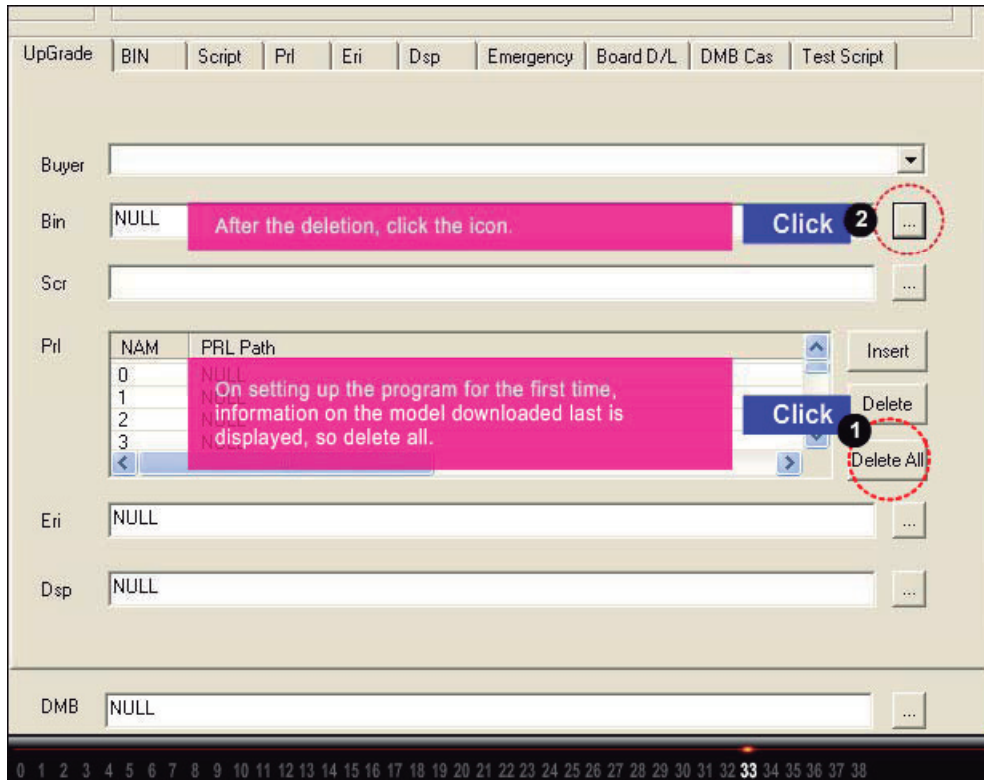 UpGrade BIN Script Prl Eri Dsp Emergency Board D/L DMB Cas Test Script
Buyer
Bin NULL After the deletion, click the icon. Click 2 ...
Scr ...
Prl NAM PRL Path Insert
0 NULL
1
2
3
On setting up the program for the first time,
information on the model downloaded last is
displayed, so delete all.
Click 1 Delete
Delete All
Eri NULL ...
Dsp NULL ...
DMB NULL ...
0 1 2 3 4 5 6 7 8 9 10 11 12 13 14 15 16 17 18 19 20 21 22 23 24 25 26 27 28 29 30 31 32 33 34 35 36 37 38